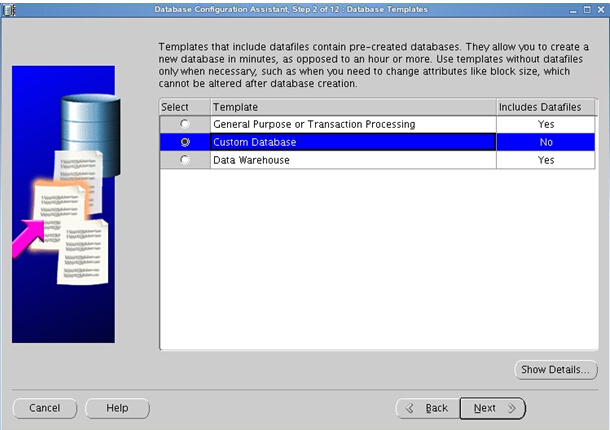 Database Configuration Assistant, Step 2 of 12 : Database Templates
Templates that include datafiles contain pre-created databases. They allow you to create a
new database in minutes, as opposed to an hour or more. Use templates without datafiles
only when necessary, such as when you need to change attributes like block size, which
cannot be altered after database creation.
Select Template Includes Datafiles
General Purpose or Transaction Processing Yes
Custom Database No
Data Warehouse Yes
Show Details...
Cancel Help Back Next